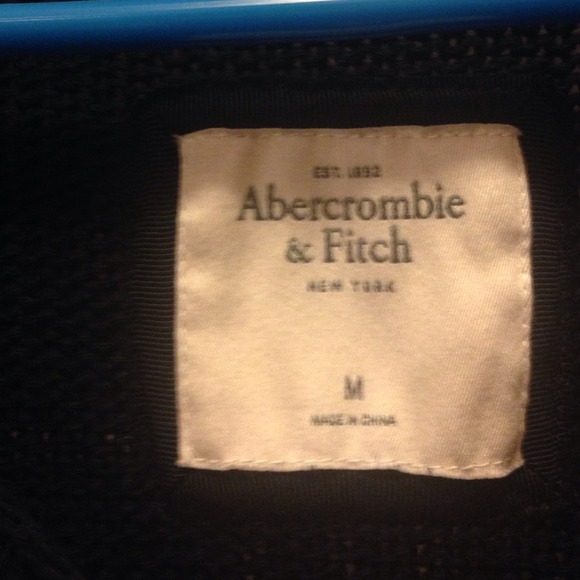 EST. 1892
Abercrombie
& Fitch
NEW YORK
M
MADE IN CHINA